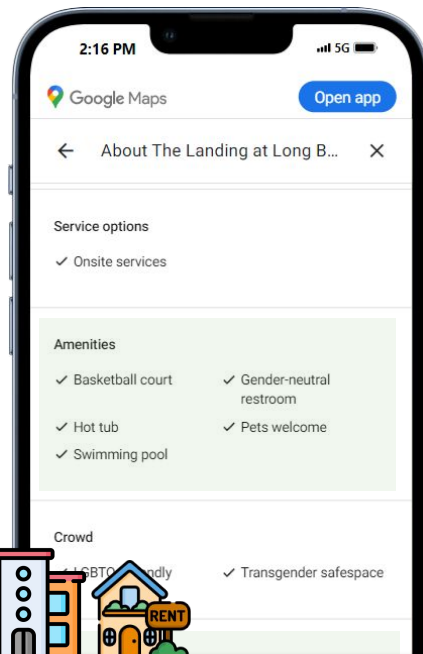 2:16 PM
5G
Google Maps
Open app
About The Landing at Long B...
Service options
Onsite services
Amenities
Basketball court
Gender-neutral
restroom
Hot tub
Pets welcome
Swimming pool
Crowd
Transgender safespace
RENT